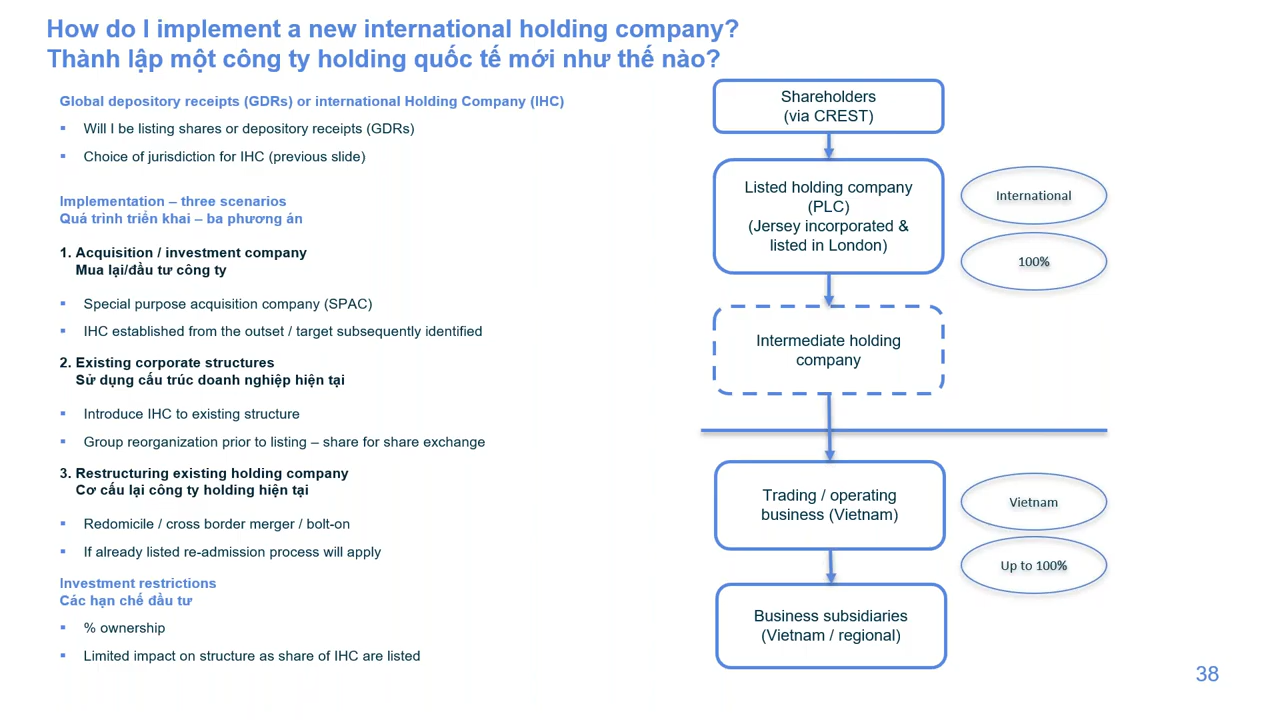 How do I implement a new international holding company?
Thành lập một công ty holding quốc tế mới như thế nào?
Global depository receipts (GDRs) or international Holding Company (IHC)
▪ Will I be listing shares or depository receipts (GDRs)
▪ Choice of jurisdiction for IHC (previous slide)
Implementation – three scenarios
Quá trình triển khai – ba phương án
1. Acquisition / investment company
Mua lại/đầu tư công ty
▪ Special purpose acquisition company (SPAC)
▪ IHC established from the outset / target subsequently identified
2. Existing corporate structures
Sử dụng cấu trúc doanh nghiệp hiện tại
▪ Introduce IHC to existing structure
▪ Group reorganization prior to listing – share for share exchange
3. Restructuring existing holding company
Cơ cấu lại công ty holding hiện tại
▪ Redomicile / cross border merger / bolt-on
▪ If already listed re-admission process will apply
Investment restrictions
Các hạn chế đầu tư
▪ % ownership
▪ Limited impact on structure as share of IHC are listed
Shareholders
(via CREST)
Listed holding company
(PLC)
(Jersey incorporated &
listed in London)
International
100%
Intermediate holding
company
Trading / operating
business (Vietnam)
Vietnam
Up to 100%
Business subsidiaries
(Vietnam / regional)
38